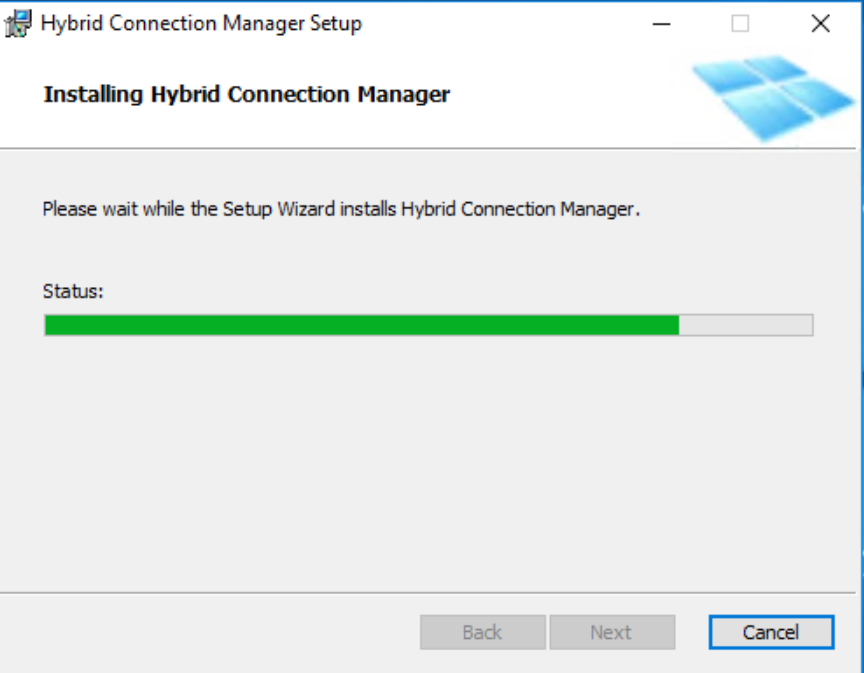 Hybrid Connection Manager Setup
Installing Hybrid Connection Manager
Please wait while the Setup Wizard installs Hybrid Connection Manager.
Status:
Back Next Cancel